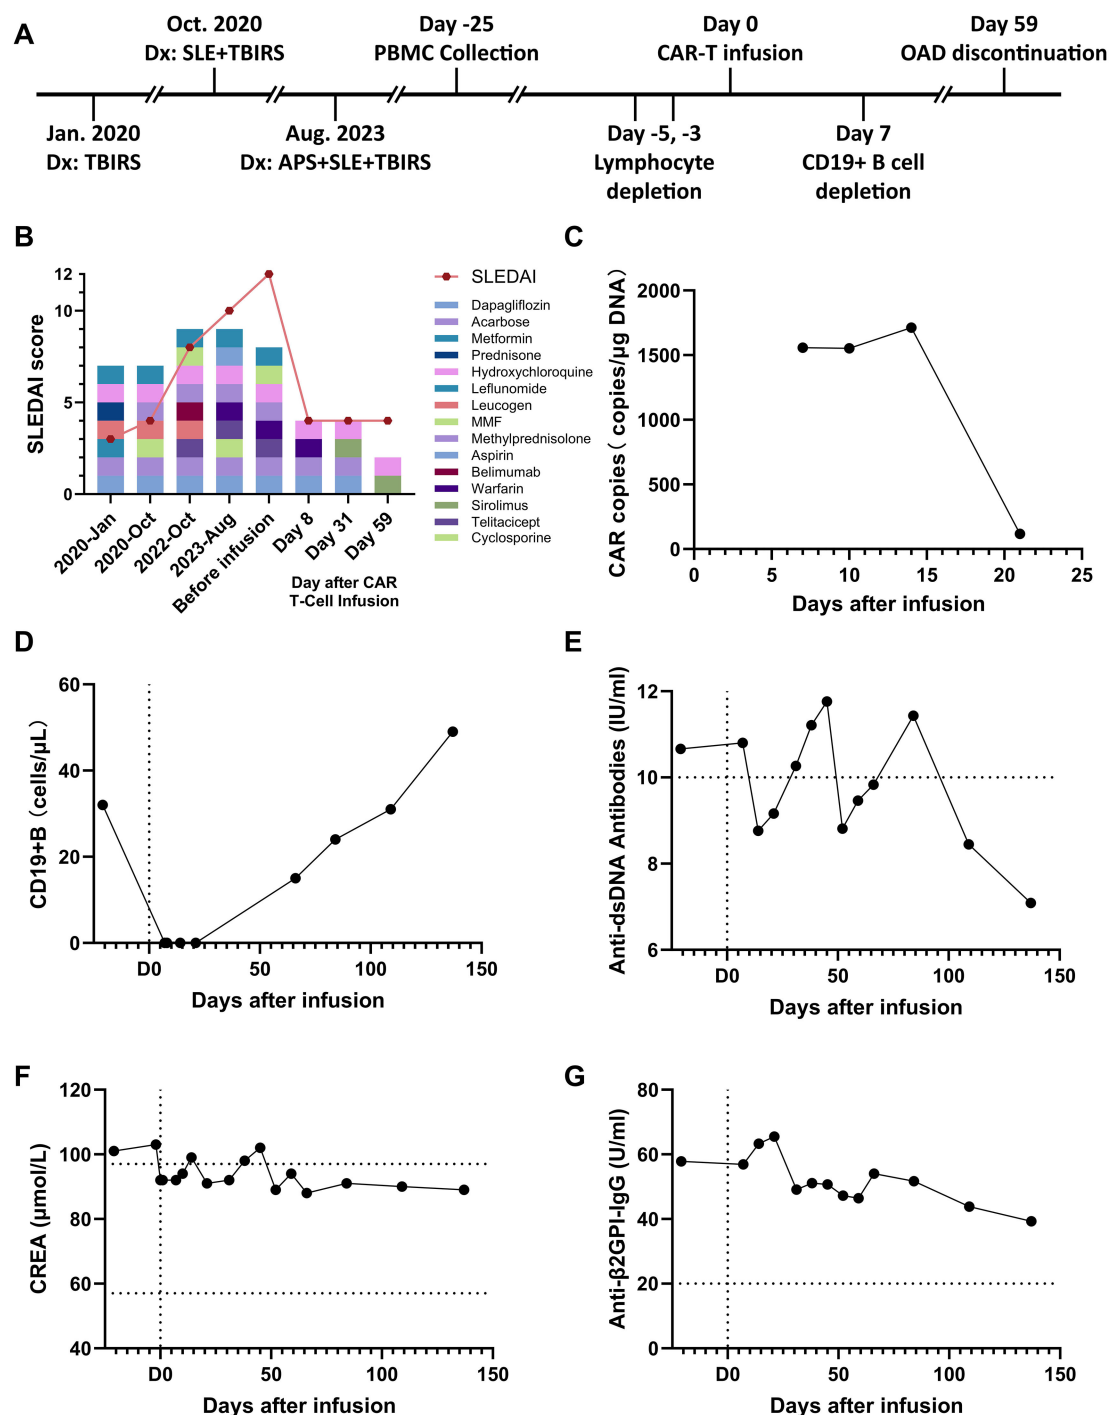 A
Oct. 2020
Dx: SLE+TBIRS
Day -25
PBMC Collection
Day 0
CAR-T infusion
Day 59
OAD discontinuation
Jan. 2020
Dx: TBIRS
Aug. 2023
Dx: APS+SLE+TBIRS
Day -5, -3
Lymphocyte
depletion
Day 7
CD19+ B cell
depletion
B
SLEDAI score
12
10
5
0
2020-Jan
2020-Oct
2022-Oct
2023-Aug
Before infusion
Day 8
Day 31
Day 59
Day after CAR
T-Cell Infusion
SLEDAI
Dapagliflozin
Acarbose
Metformin
Prednisone
Hydroxychloroquine
Leflunomide
Leucogen
MMF
Methylprednisolone
Aspirin
Belimumab
Warfarin
Sirolimus
Telitacicept
Cyclosporine
C
CAR copies( copies/μg DNA)
2000
1500
1000
500
0
0 5 10 15 20 25
Days after infusion
D
CD19+B (cells/μL)
60
40
20
0
D0 50 100 150
Days after infusion
E
Anti-dsDNA Antibodies (IU/ml)
12
10
8
6
D0 50 100 150
Days after infusion
F
CREA (μmol/L)
120
100
80
60
40
D0 50 100 150
Days after infusion
G
Anti-β2GPI-IgG (U/ml)
80
60
40
20
0
D0 50 100 150
Days after infusion